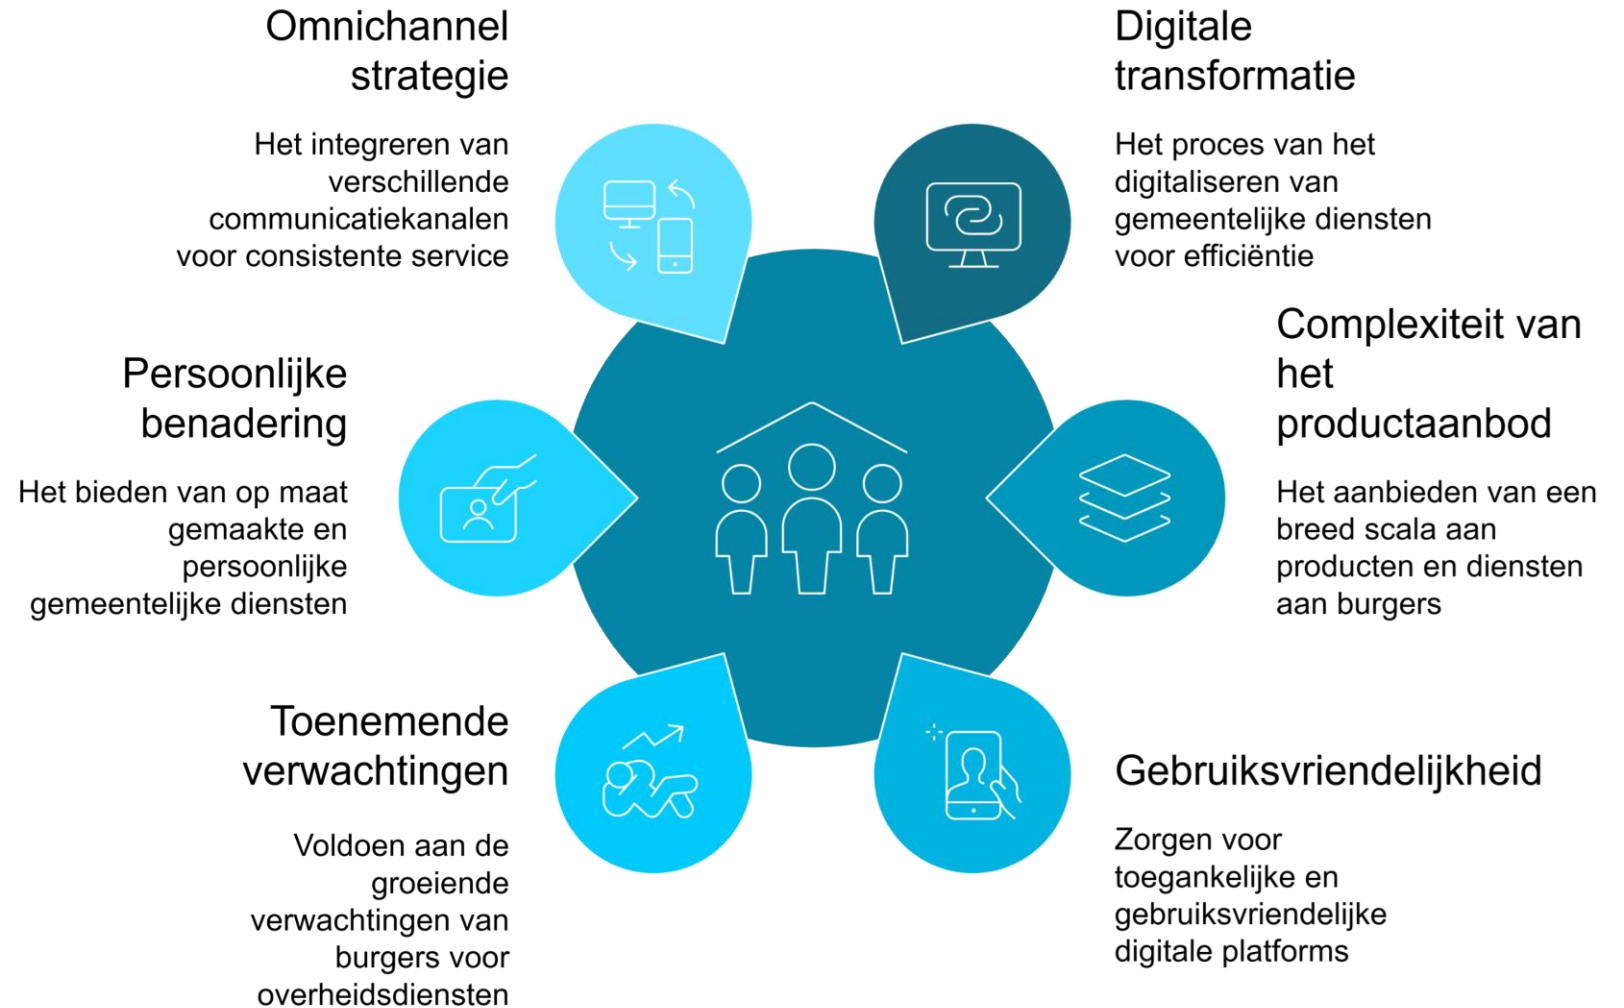 Omnichannel
strategie
Het integreren van
verschillende
communicatiekanalen
voor consistente service
Digitale
transformatie
Het proces van het
digitaliseren van
gemeentelijke diensten
voor efficiëntie
Persoonlijke
benadering
Het bieden van op maat
gemaakte en
persoonlijke
gemeentelijke diensten
Complexiteit van
het
productaanbod
Het aanbieden van een
breed scala aan
producten en diensten
aan burgers
Toenemende
verwachtingen
Voldoen aan de
groeiende
verwachtingen van
burgers voor
overheidsdiensten
Gebruiksvriendelijkheid
Zorgen voor
toegankelijke en
gebruiksvriendelijke
digitale platforms